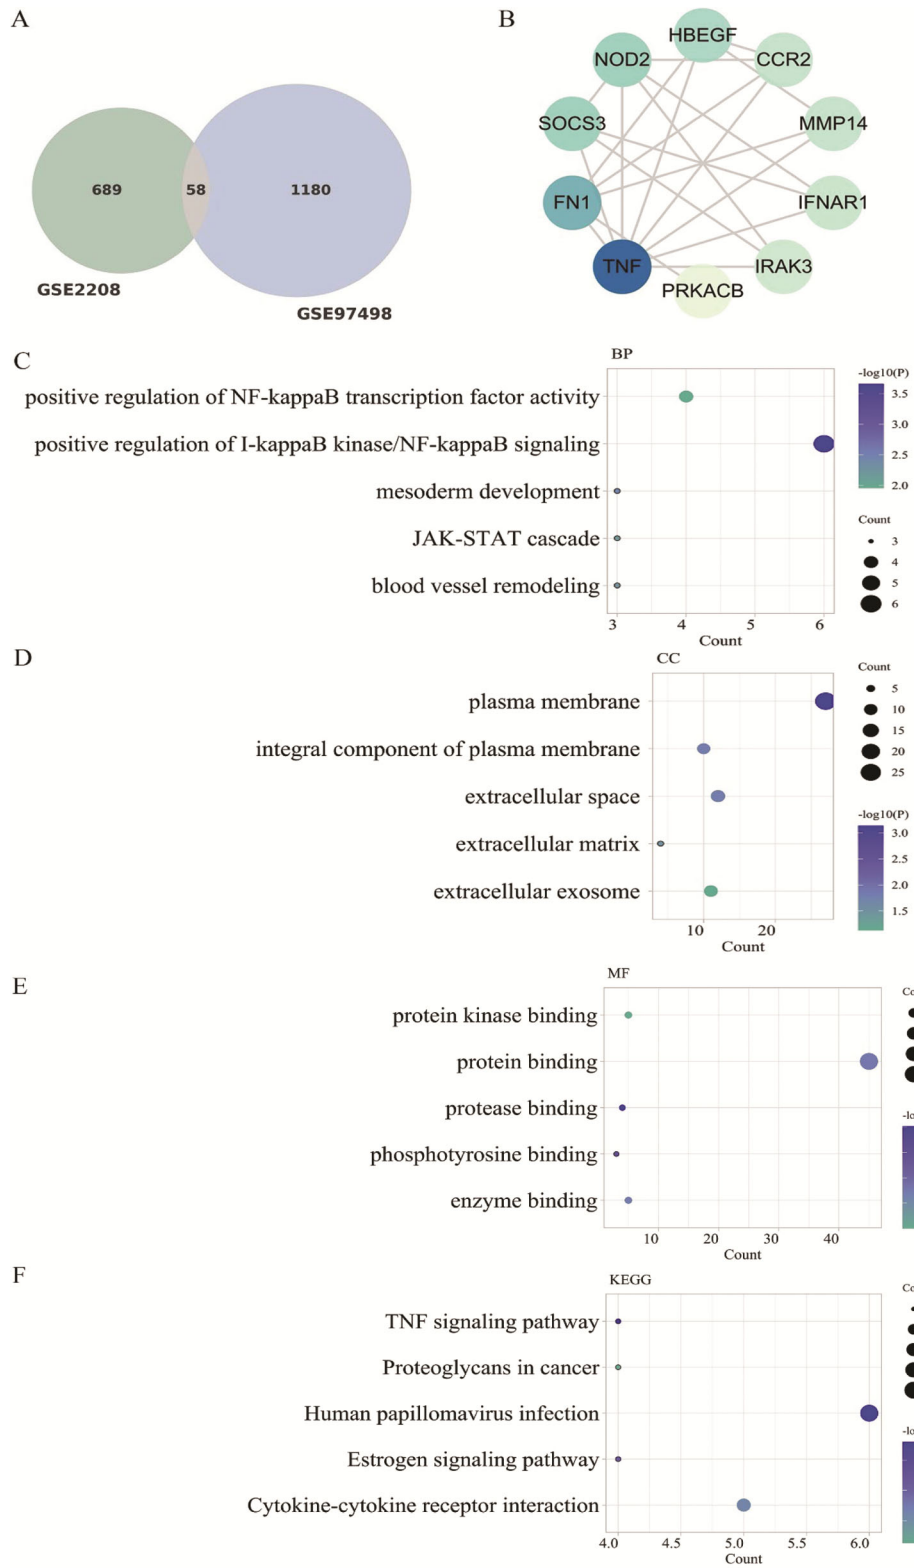 A
689
58
1180
GSE2208
GSE97498
B
HBEGF
NOD2
CCR2
SOCS3
MMP14
FN1
IFNAR1
TNF
IRAK3
PRKACB
C
BP
positive regulation of NF-kappaB transcription factor activity
positive regulation of I-kappaB kinase/NF-kappaB signaling
mesoderm development
JAK-STAT cascade
blood vessel remodeling
3 4 5 6
Count
-log10(P)
3.5
3.0
2.5
2.0
Count
3
4
5
6
D
CC
plasma membrane
integral component of plasma membrane
extracellular space
extracellular matrix
extracellular exosome
10 20
Count
Count
5
10
15
20
25
-log10(P)
3.0
2.5
2.0
1.5
E
MF
protein kinase binding
protein binding
protease binding
phosphotyrosine binding
enzyme binding
10 20 30 40
Count
Co
-lo
F
KEGG
TNF signaling pathway
Proteoglycans in cancer
Human papillomavirus infection
Estrogen signaling pathway
Cytokine-cytokine receptor interaction
4.0 4.5 5.0 5.5 6.0
Count
Co
-lo